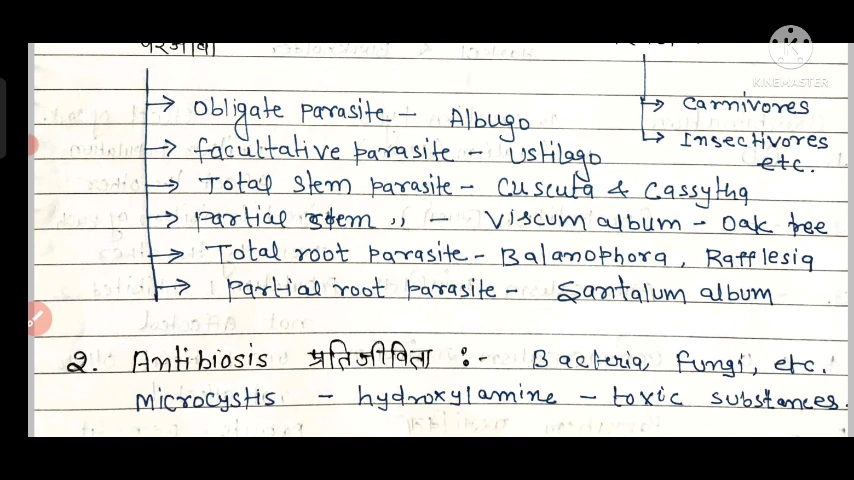 परजीवी
KINEMASTER
Obligate parasite - Albugo
facultative parasite - Ustilago
Total stem parasite - Cuscuta & Cassytha
partial stem ,, - Viscum album - Oak tree
Total root parasite - Balanophora, Rafflesia
partial root parasite - Santalum album
Carnivores
Insectivores
etc.
2. Antibiosis प्रतिजीविता :- Bacteria, fungi, etc.
Microcystis - hydroxylamine - toxic substances.